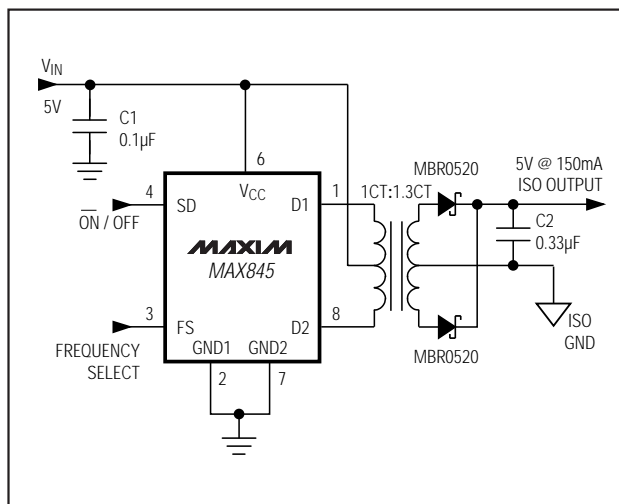 VIN
5V
C1
0.1µF
6
4
SD
VCC
D1
1
1CT:1.3CT
MBR0520
5V @ 150mA
ISO OUTPUT
ON / OFF
MAXIM
MAX845
C2
0.33µF
3
FS
D2
8
FREQUENCY
SELECT
GND1
GND2
2
7
MBR0520
ISO
GND